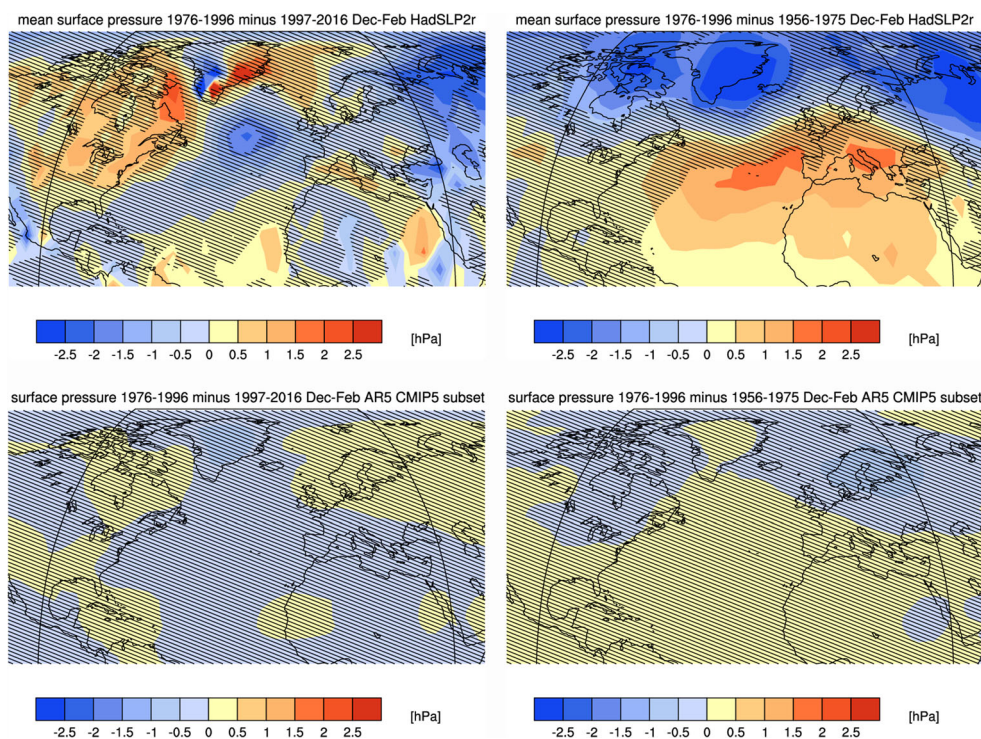 mean surface pressure 1976-1996 minus 1997-2016 Dec-Feb HadSLP2r
mean surface pressure 1976-1996 minus 1956-1975 Dec-Feb HadSLP2r
-2.5 -2 -1.5 -1 -0.5 0 0.5 1 1.5 2 2.5 [hPa]
-2.5 -2 -1.5 -1 -0.5 0 0.5 1 1.5 2 2.5 [hPa]
surface pressure 1976-1996 minus 1997-2016 Dec-Feb AR5 CMIP5 subset
surface pressure 1976-1996 minus 1956-1975 Dec-Feb AR5 CMIP5 subset
-2.5 -2 -1.5 -1 -0.5 0 0.5 1 1.5 2 2.5 [hPa]
-2.5 -2 -1.5 -1 -0.5 0 0.5 1 1.5 2 2.5 [hPa]